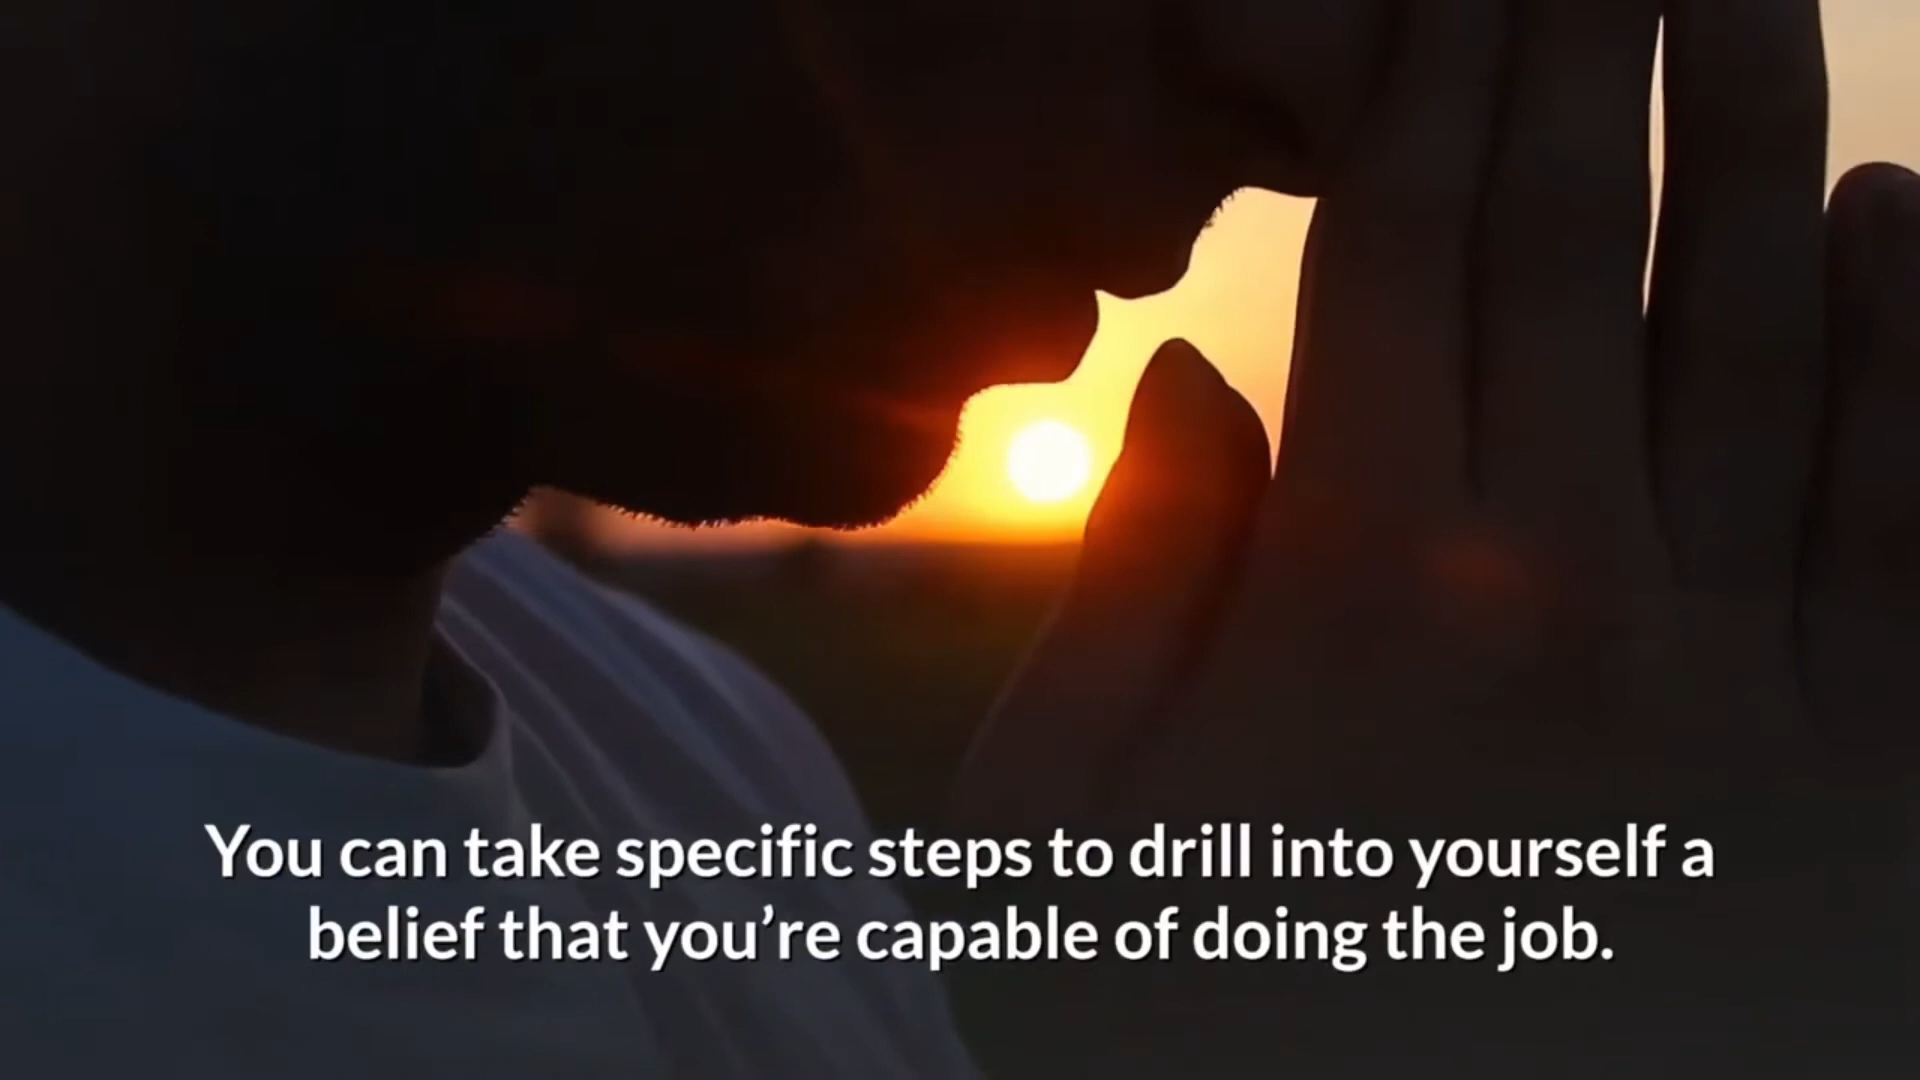 You can take specific steps to drill into yourself a
belief that you’re capable of doing the job.